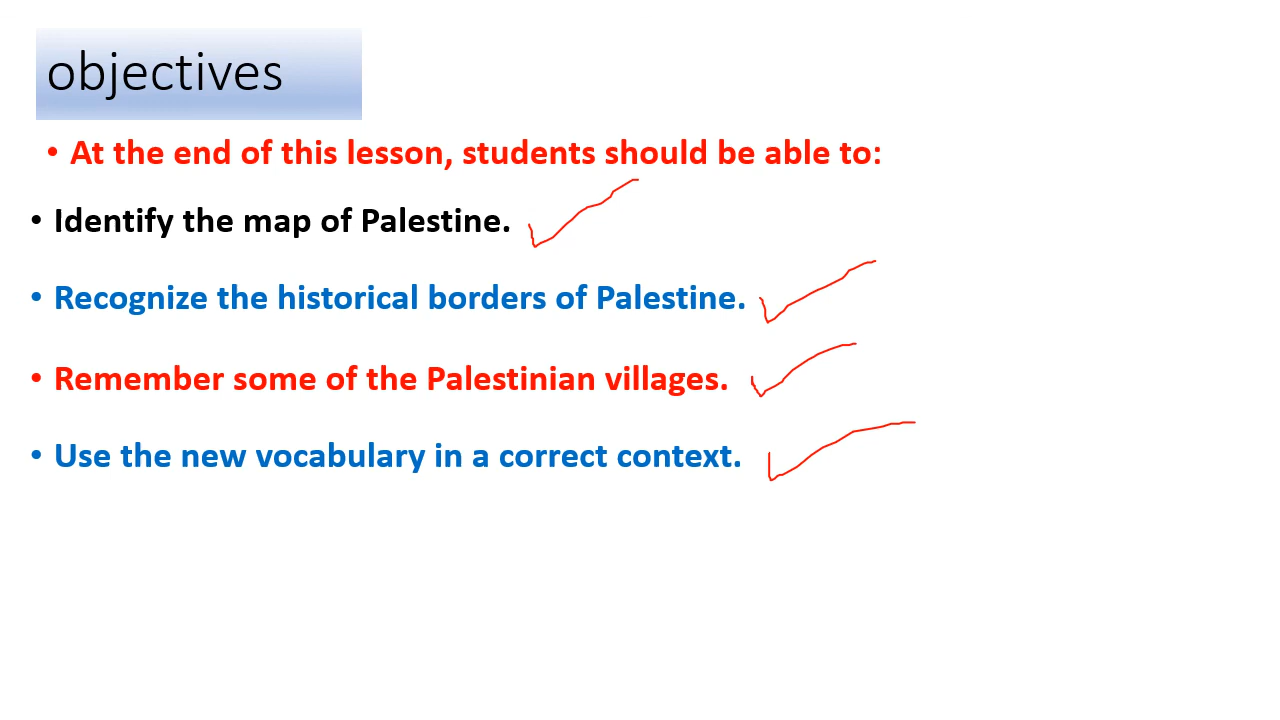 objectives
• At the end of this lesson, students should be able to:
• Identify the map of Palestine.
• Recognize the historical borders of Palestine.
• Remember some of the Palestinian villages.
• Use the new vocabulary in a correct context.